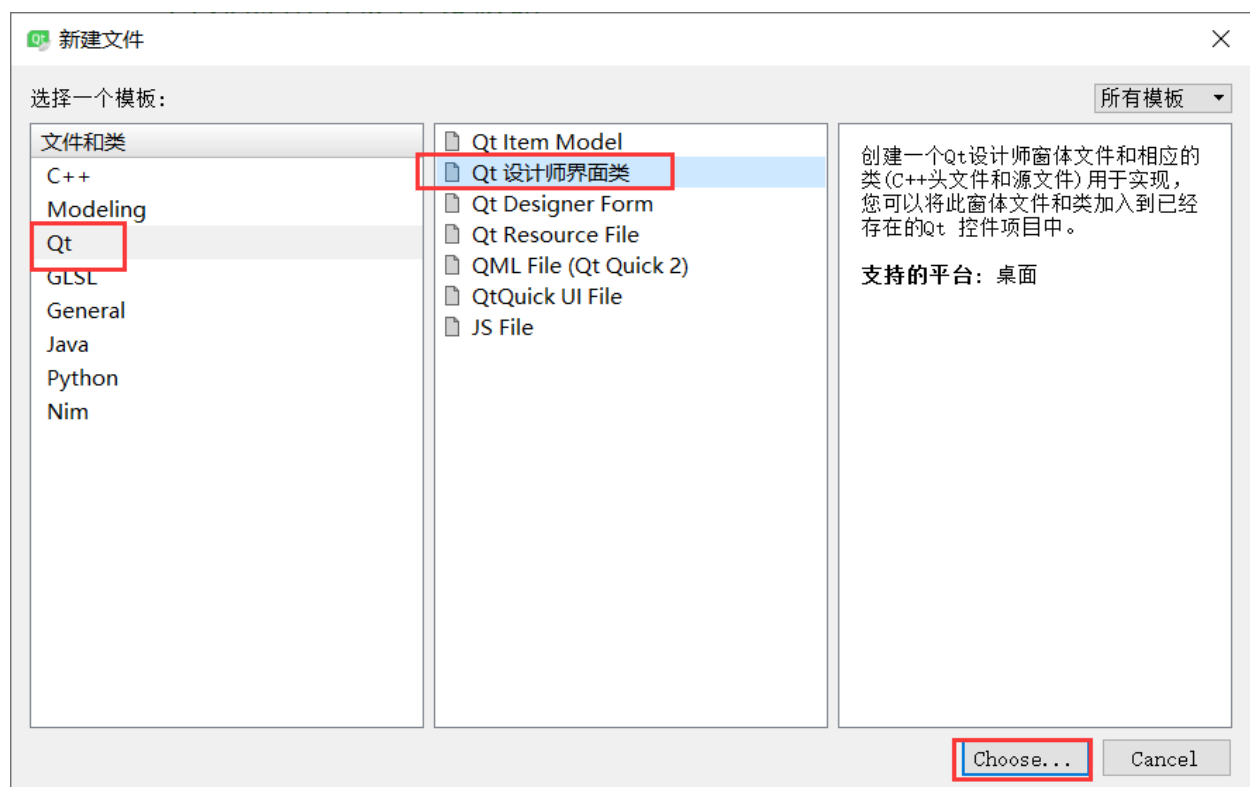 新建文件
选择一个模板:
所有模板
文件和类
C++
Modeling
Qt
GLSL
General
Java
Python
Nim
Qt Item Model
Qt 设计师界面类
Qt Designer Form
Qt Resource File
QML File (Qt Quick 2)
QtQuick UI File
JS File
创建一个Qt设计师窗体文件和相应的
类(C++头文件和源文件)用于实现,
您可以将此窗体文件和类加入到已经
存在的Qt 控件项目中。
支持的平台: 桌面
Choose...
Cancel